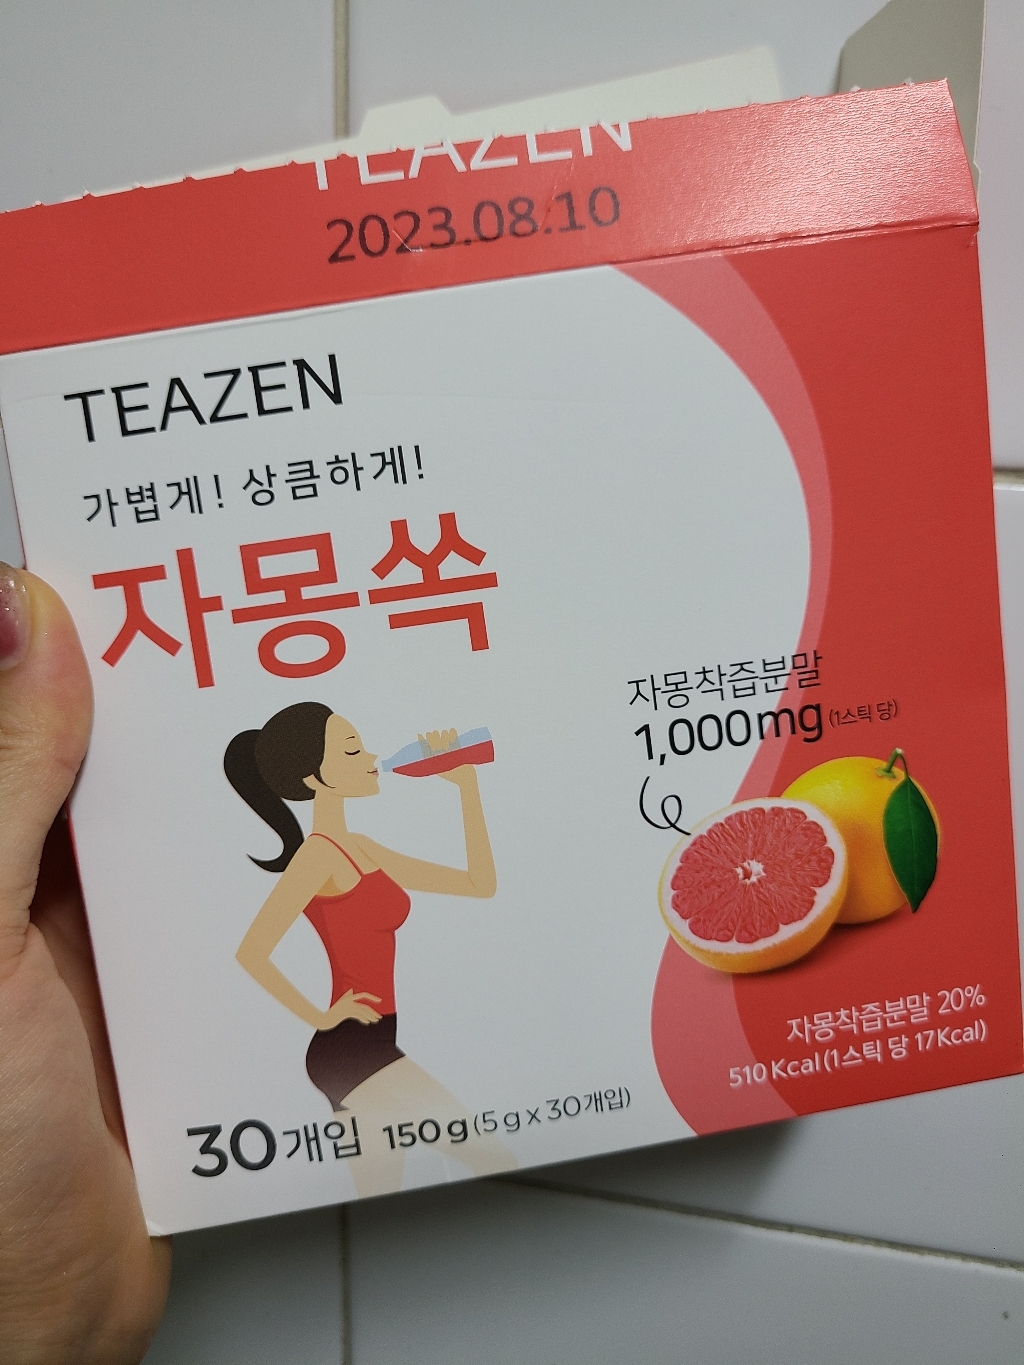 TEAZEN
2023.08.10
TEAZEN
가볍게! 상큼하게!
자몽쏙
자몽착즙분말
1,000mg (1스틱 당)
자몽착즙분말 20%
510 Kcal (1스틱 당 17Kcal)
30개입 150g (5g x 30개입)